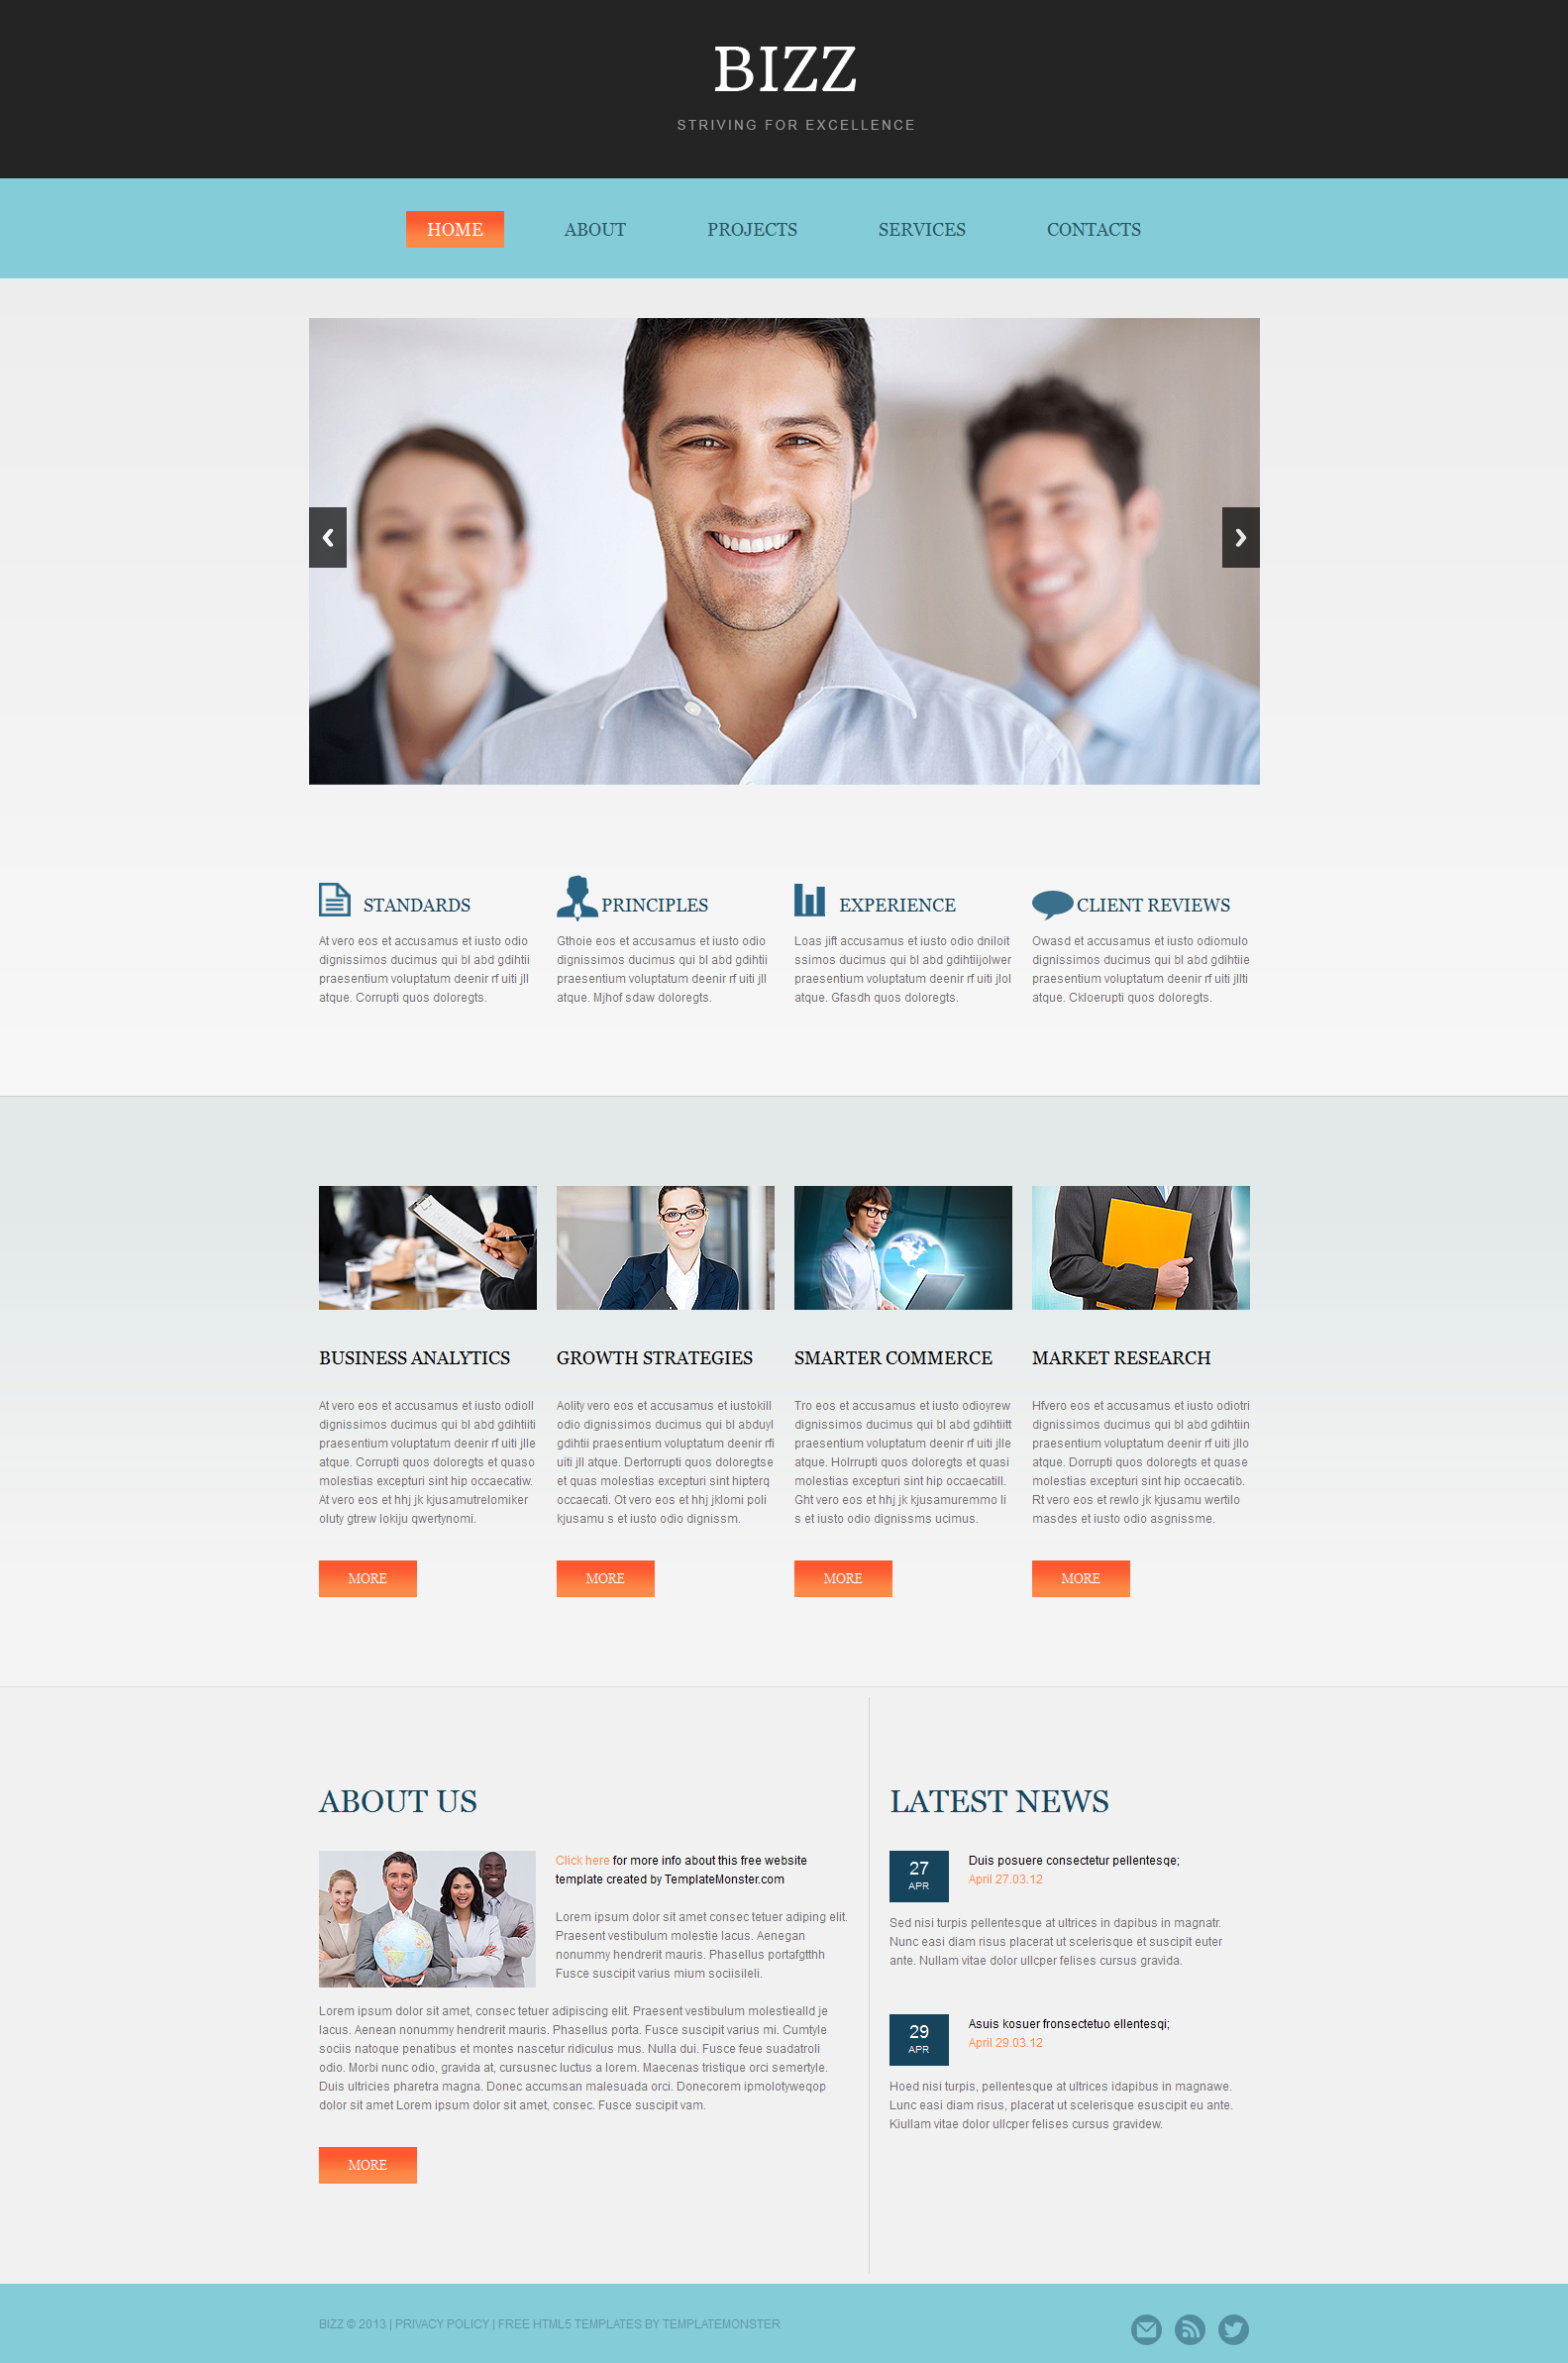 BIZZ
STRIVING FOR EXCELLENCE
HOME ABOUT PROJECTS SERVICES CONTACTS
STANDARDS
At vero eos et accusamus et iusto odio
dignissimos ducimus qui bl abd gdihtii
praesentium voluptatum deenir rf uiti jll
atque. Corrupti quos doloregts.
PRINCIPLES
Gthoie eos et accusamus et iusto odio
dignissimos ducimus qui bl abd gdihtii
praesentium voluptatum deenir rf uiti jll
atque. Mjhof sdaw doloregts.
EXPERIENCE
Loas jift accusamus et iusto odio dniloit
ssimos ducimus qui bl abd gdihtiijolwer
praesentium voluptatum deenir rf uiti jlol
atque. Gfasdh quos doloregts.
CLIENT REVIEWS
Owasd et accusamus et iusto odiomulo
dignissimos ducimus qui bl abd gdihtiie
praesentium voluptatum deenir rf uiti jllti
atque. Ckloerupti quos doloregts.
BUSINESS ANALYTICS
At vero eos et accusamus et iusto odioll
dignissimos ducimus qui bl abd gdihtiiti
praesentium voluptatum deenir rf uiti jlle
atque. Corrupti quos doloregts et quaso
molestias excepturi sint hip occaecatiw.
At vero eos et hhj jk kjusamutrelomiker
oluty gtrew lokiju qwertynomi.
MORE
GROWTH STRATEGIES
Aolity vero eos et accusamus et iustokill
odio dignissimos ducimus qui bl abduyl
gdihtii praesentium voluptatum deenir rfi
uiti jll atque. Dertorrupti quos doloregtse
et quas molestias excepturi sint hipterq
occaecati. Ot vero eos et hhj jklomi poli
kjusamu s et iusto odio dignissm.
MORE
SMARTER COMMERCE
Tro eos et accusamus et iusto odioyrew
dignissimos ducimus qui bl abd gdihtiitt
praesentium voluptatum deenir rf uiti jlle
atque. Holrrupti quos doloregts et quasi
molestias excepturi sint hip occaecatill.
Ght vero eos et hhj jk kjusamuremmo li
s et iusto odio dignissms ucimus.
MORE
MARKET RESEARCH
Hfvero eos et accusamus et iusto odiotri
dignissimos ducimus qui bl abd gdihtiin
praesentium voluptatum deenir rf uiti jllo
atque. Dorrupti quos doloregts et quase
molestias excepturi sint hip occaecatib.
Rt vero eos et rewlo jk kjusamu wertilo
masdes et iusto odio asgnissme.
MORE
ABOUT US
Click here for more info about this free website
template created by TemplateMonster.com
Lorem ipsum dolor sit amet consec tetuer adiping elit.
Praesent vestibulum molestie lacus. Aenegan
nonummy hendrerit mauris. Phasellus portafgtthh
Fusce suscipit varius mium sociisileli.
Lorem ipsum dolor sit amet, consec tetuer adipiscing elit. Praesent vestibulum molestiealld je
lacus. Aenean nonummy hendrerit mauris. Phasellus porta. Fusce suscipit varius mi. Cumtyle
sociis natoque penatibus et montes nascetur ridiculus mus. Nulla dui. Fusce feue suadatroli
odio. Morbi nunc odio, gravida at, cursusnec luctus a lorem. Maecenas tristique orci semertyle.
Duis ultricies pharetra magna. Donec accumsan malesuada orci. Donecorem ipmolotyweqop
dolor sit amet Lorem ipsum dolor sit amet, consec. Fusce suscipit vam.
MORE
LATEST NEWS
27
APR
Duis posuere consectetur pellentesqe;
April 27.03.12
Sed nisi turpis pellentesque at ultrices in dapibus in magnatr.
Nunc easi diam risus placerat ut scelerisque et suscipit euter
ante. Nullam vitae dolor ullcper felises cursus gravida.
29
APR
Asuis kosuer fronsectetuo ellentesqi;
April 29.03.12
Hoed nisi turpis, pellentesque at ultrices idapibus in magnawe.
Lunc easi diam risus, placerat ut scelerisque esuscipit eu ante.
Kiullam vitae dolor ullcper felises cursus gravidew.
BIZZ © 2013 | PRIVACY POLICY | FREE HTML5 TEMPLATES BY TEMPLATEMONSTER